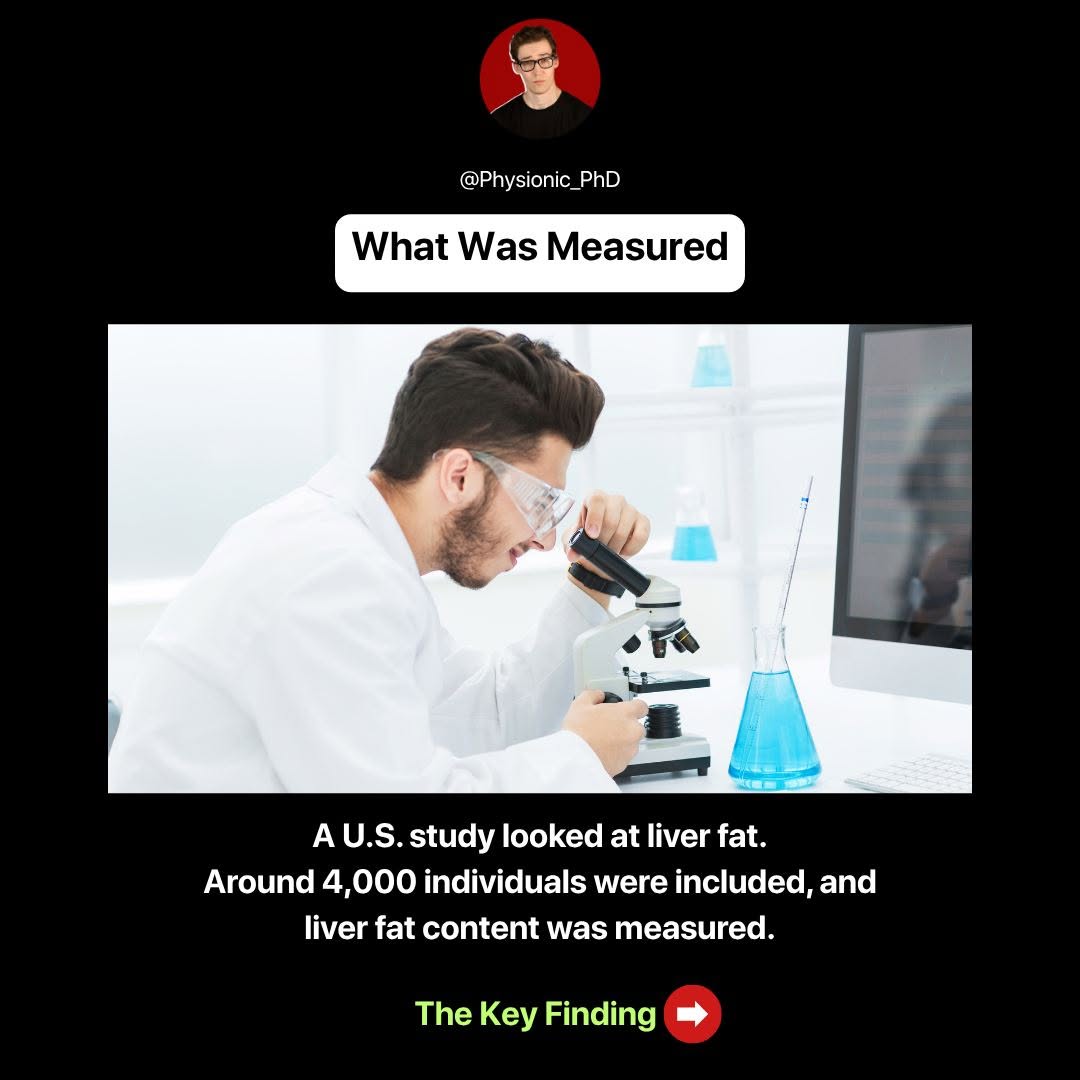 @Physionic_PhD
What Was Measured
A U.S. study looked at liver fat.
Around 4,000 individuals were included, and
liver fat content was measured.
The Key Finding